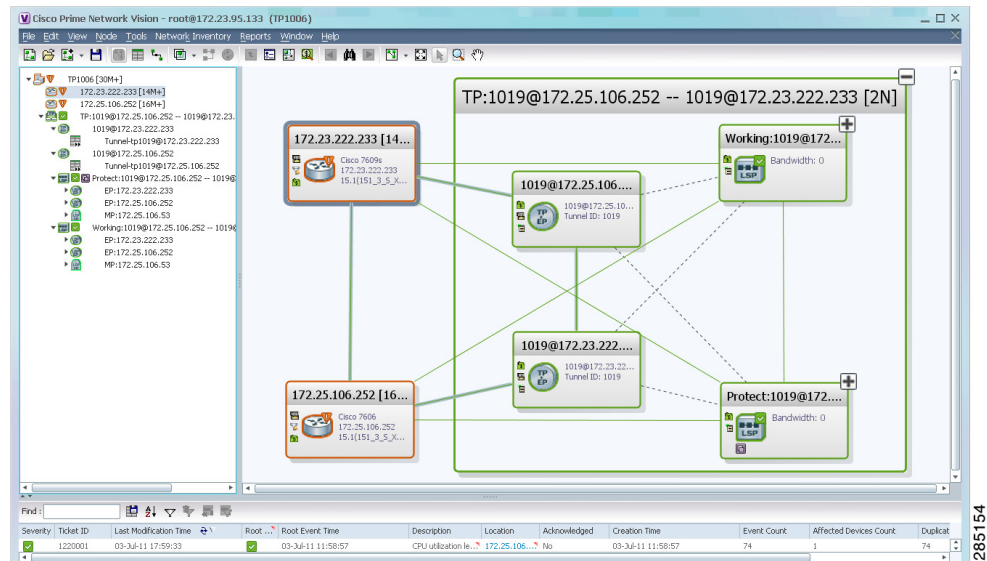 Cisco Prime Network Vision - root@172.23.95.133 (TP1006)
File Edit View Node Tools Network Inventory Reports Window Help
TP1006 [30M+]
172.23.222.233 [14M+]
172.25.106.252 [16M+]
TP:1019@172.25.106.252 -- 1019@172.23.
1019@172.23.222.233
Tunnel-tp1019@172.23.222.233
1019@172.25.106.252
Tunnel-tp1019@172.25.106.252
Protect:1019@172.25.106.252 -- 1019@
EP:172.23.222.233
EP:172.25.106.252
MP:172.25.106.53
Working:1019@172.25.106.252 -- 1019@
EP:172.23.222.233
EP:172.25.106.252
MP:172.25.106.53
TP:1019@172.25.106.252 -- 1019@172.23.222.233 [2N]
172.23.222.233 [14...
Cisco 7609s
172.23.222.233
15.1(151_3_S_X...
Working:1019@172...
LSP
Bandwidth: 0
1019@172.25.106....
TP EP
1019@172.25.10...
Tunnel ID: 1019
1019@172.23.222....
TP EP
1019@172.23.22...
Tunnel ID: 1019
172.25.106.252 [16...
Cisco 7606
172.25.106.252
15.1(151_3_S_X...
Protect:1019@172....
LSP
Bandwidth: 0
Find :
Severity Ticket ID Last Modification Time Root ... Root Event Time Description Location Acknowledged Creation Time Event Count Affected Devices Count Duplicat
1220001 03-Jul-11 17:59:33 03-Jul-11 11:58:57 CPU utilization le... 172.25.106... No 03-Jul-11 11:58:57 74 1 74
285154